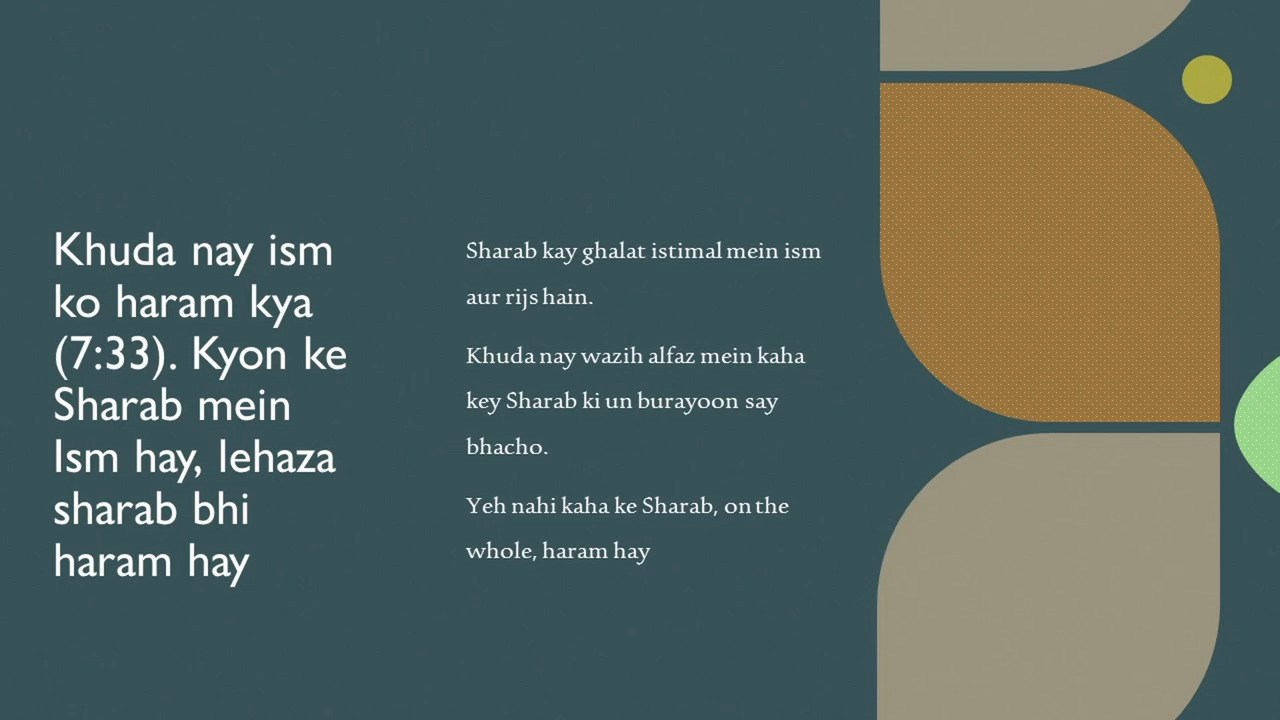 Khuda nay ism
ko haram kya
(7:33). Kyon ke
Sharab mein
Ism hay, lehaza
sharab bhi
haram hay
Sharab kay ghalat istimal mein ism
aur rijs hain.
Khuda nay wazih alfaz mein kaha
key Sharab ki un burayoon say
bhacho.
Yeh nahi kaha ke Sharab, on the
whole, haram hay